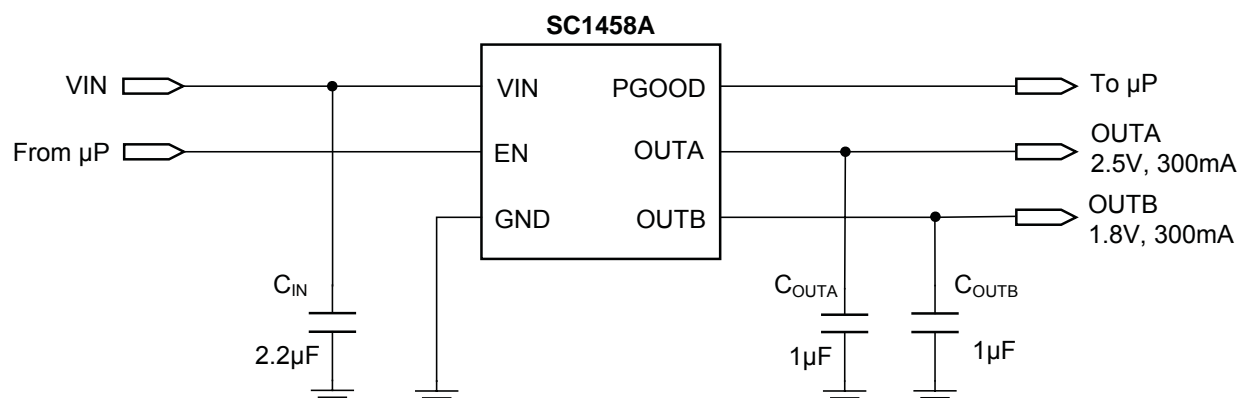 SC1458A
VIN
VIN
PGOOD
To µP
From µP
EN
OUTA
OUTA
2.5V, 300mA
GND
OUTB
OUTB
1.8V, 300mA
CIN
2.2µF
COUTA
1µF
COUTB
1µF